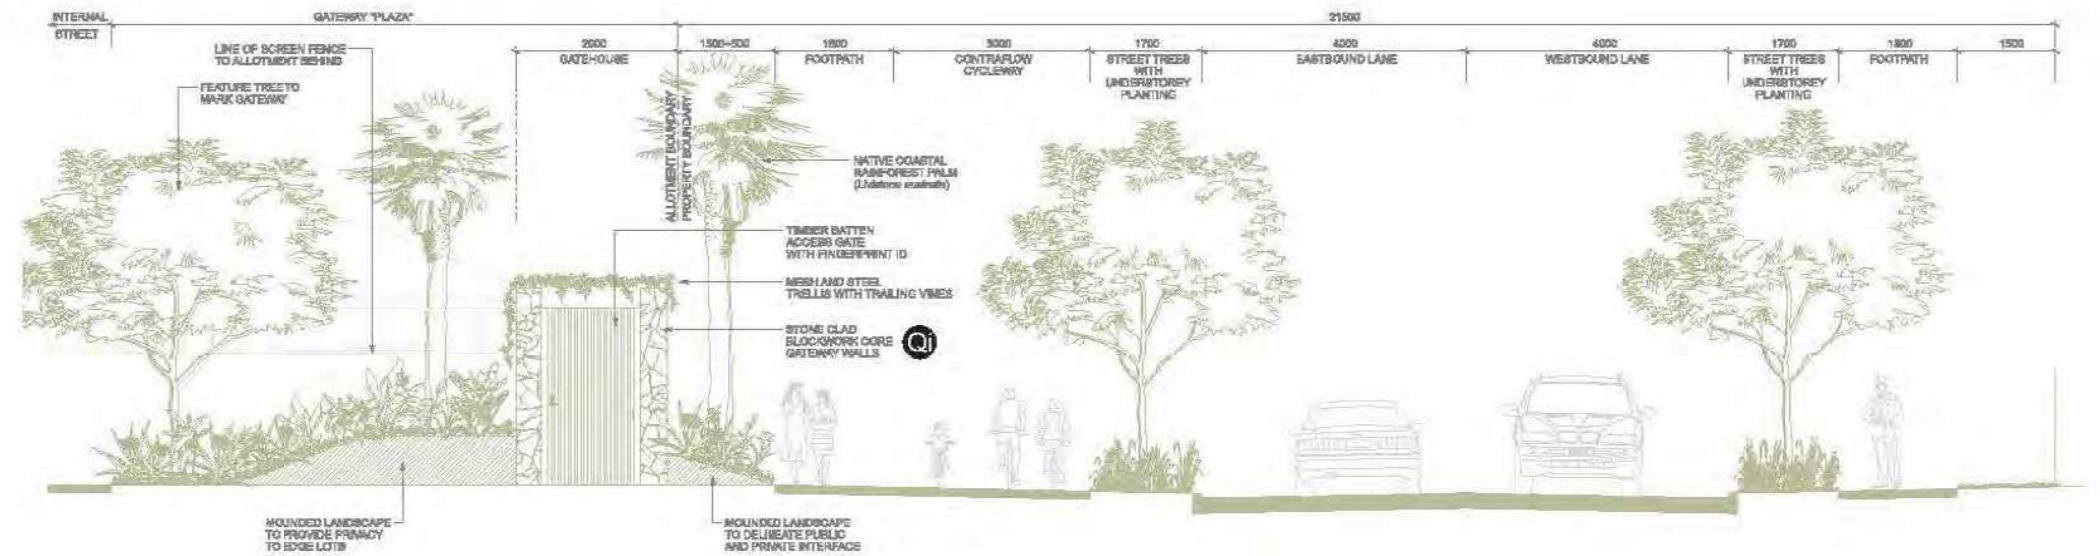 INTERNAL
STREET
GATEWAY "PLAZA"
21500
LINE OF SCREEN FENCE
TO ALLOTMENT BEHIND
2000
GATEHOUSE
1500-500
1800
FOOTPATH
3000
CONTRAFLOW
CYCLEWAY
1700
STREET TREES
WITH
UNDERSTOREY
PLANTING
4000
EASTBOUND LANE
4000
WESTBOUND LANE
1700
STREET TREES
WITH
UNDERSTOREY
PLANTING
1800
FOOTPATH
1500
FEATURE TREE TO
MARK GATEWAY
ALLOTMENT BOUNDARY
PROPERTY BOUNDARY
NATIVE COASTAL
RAINFOREST PALM
TIMBER BATTEN
ACCESS GATE
WITH FINGERPRINT ID
MESH AND STEEL
TRELLIS WITH TRAILING VINES
STONE CLAD
BLOCKWORK CORE
GATEWAY WALLS
Qi
MOUNDED LANDSCAPE
TO PROVIDE PRIVACY
TO EDGE LOTS
MOUNDED LANDSCAPE
TO DELINEATE PUBLIC
AND PRIVATE INTERFACE